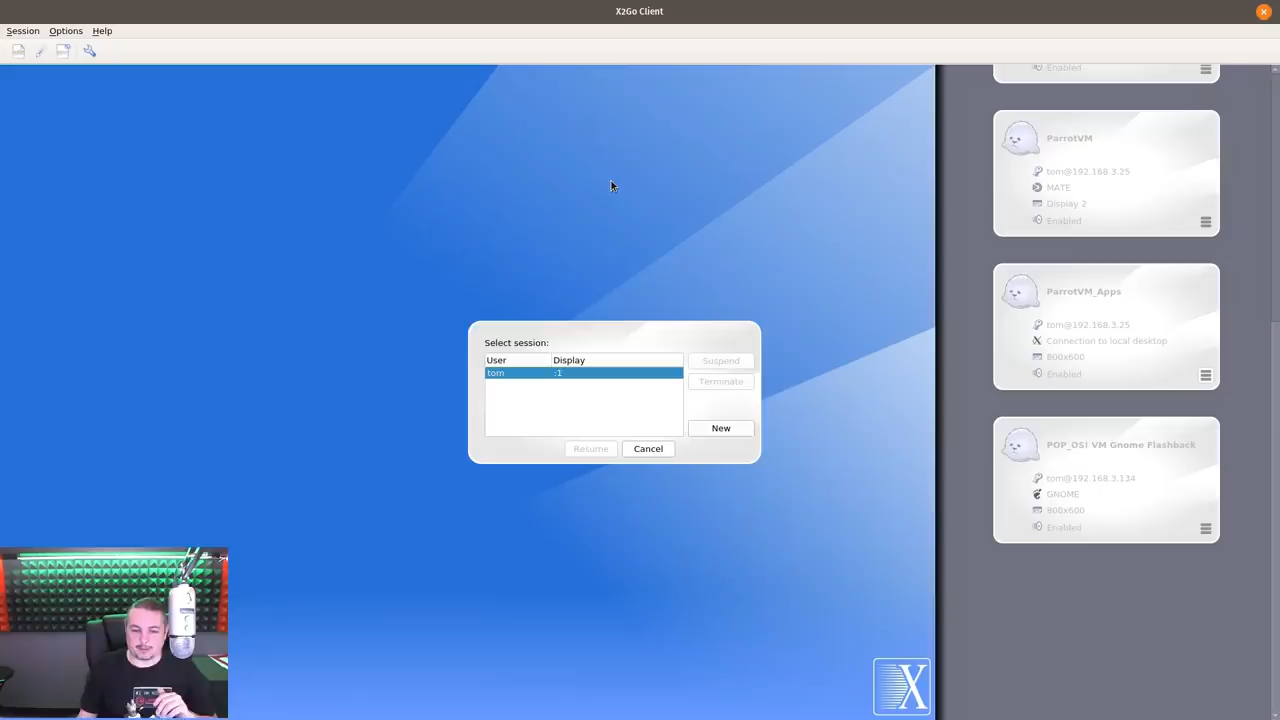 X2Go Client
Session Options Help
Enabled
ParrotVM
tom@192.168.3.25
MATE
Display 2
Enabled
ParrotVM_Apps
tom@192.168.3.25
Connection to local desktop
800x600
Enabled
POP_OS! VM Gnome Flashback
tom@192.168.3.134
GNOME
800x600
Enabled
Select session:
User Display
tom :1
Suspend
Terminate
New
Resume Cancel
X